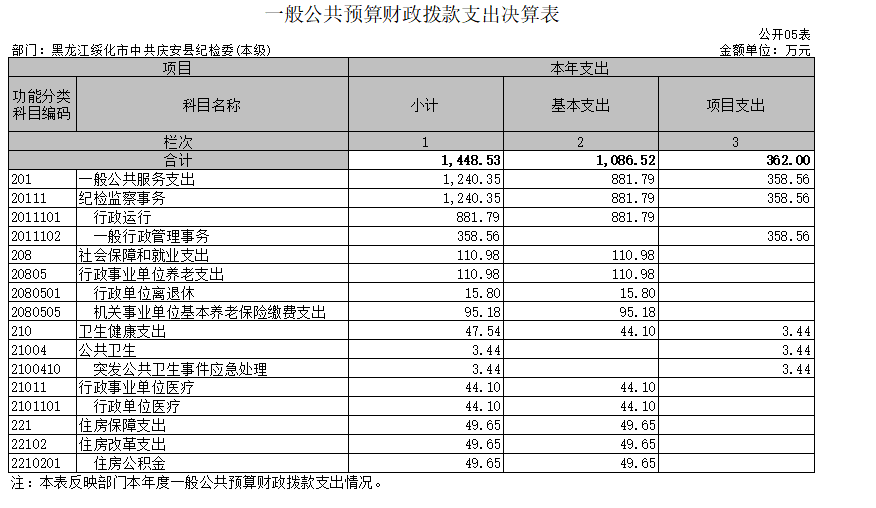 一般公共预算财政拨款支出决算表
公开05表
部门：黑龙江绥化市中共庆安县纪检委(本级) 金额单位：万元
项目 本年支出
功能分类科目编码 科目名称 小计 基本支出 项目支出
栏次 1 2 3
合计 1,448.53 1,086.52 362.00
201 一般公共服务支出 1,240.35 881.79 358.56
20111 纪检监察事务 1,240.35 881.79 358.56
2011101 行政运行 881.79 881.79
2011102 一般行政管理事务 358.56 358.56
208 社会保障和就业支出 110.98 110.98
20805 行政事业单位养老支出 110.98 110.98
2080501 行政单位离退休 15.80 15.80
2080505 机关事业单位基本养老保险缴费支出 95.18 95.18
210 卫生健康支出 47.54 44.10 3.44
21004 公共卫生 3.44 3.44
2100410 突发公共卫生事件应急处理 3.44 3.44
21011 行政事业单位医疗 44.10 44.10
2101101 行政单位医疗 44.10 44.10
221 住房保障支出 49.65 49.65
22102 住房改革支出 49.65 49.65
2210201 住房公积金 49.65 49.65
注：本表反映部门本年度一般公共预算财政拨款支出情况。